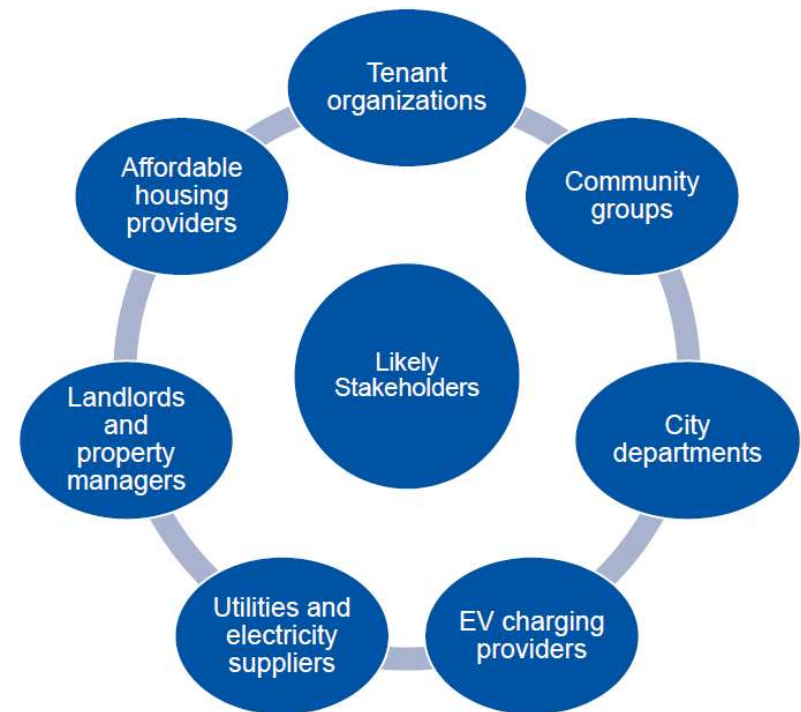 Tenant
organizations
Community
groups
City
departments
EV charging
providers
Utilities and
electricity
suppliers
Landlords
and
property
managers
Affordable
housing
providers
Likely
Stakeholders